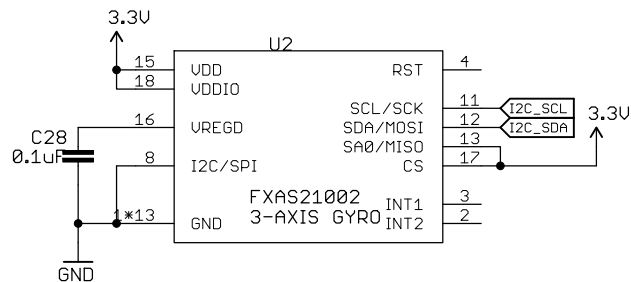 3.3V
U2
15 VDD RST 4
18 VDDIO
SCL/SCK 11 I2C_SCL 3.3V
16 VREGD SDA/MOSI 12 I2C_SDA
C28 SA0/MISO 13
0.1uF 8 I2C/SPI CS 17
FXAS21002 INT1 3
1*13 GND 3-AXIS GYRO INT2 2
GND